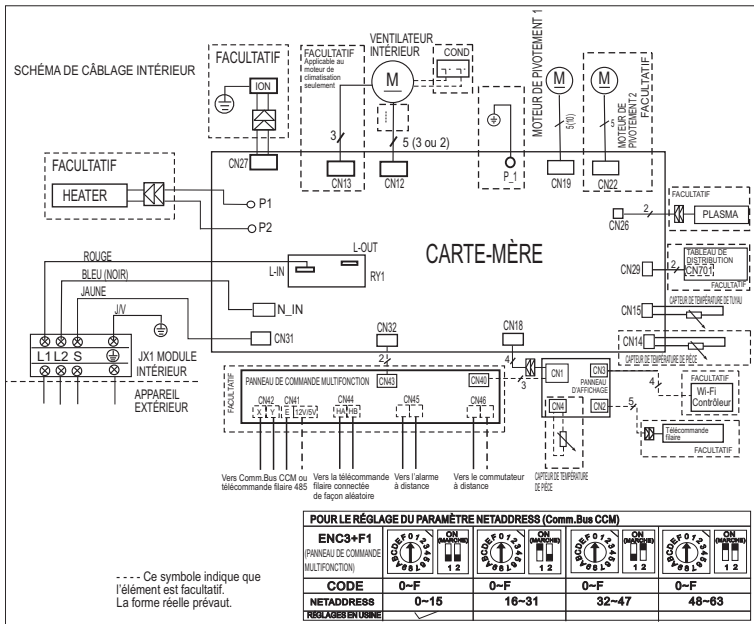 SCHÉMA DE CÂBLAGE INTÉRIEUR
FACULTATIF
ION
CN27
FACULTATIF
Applicable au
moteur de
climatisation
seulement
3
CN13
VENTILATEUR
INTÉRIEUR
M
COND
5 (3 ou 2)
CN12
P_1
MOTEUR DE PIVOTEMENT 1
M
5(10)
CN19
M
5
MOTEUR DE
PIVOTEMENT 2
FACULTATIF
CN22
FACULTATIF
HEATER
P1
P2
ROUGE
BLEU (NOIR)
JAUNE
J/V
L-IN
L-OUT
RY1
N_IN
CN31
CARTE-MÈRE
CN26
2
FACULTATIF
PLASMA
CN29
2
TABLEAU DE
DISTRIBUTION
CN701
FACULTATIF
CN15
CAPTEUR DE TEMPÉRATURE DE TUYAU
CN14
CAPTEUR DE TEMPÉRATURE DE PIÈCE
L1 L2 S
JX1 MODULE
INTÉRIEUR
APPAREIL
EXTÉRIEUR
CN32
2
CN18
4
FACULTATIF
PANNEAU DE COMMANDE MULTIFONCTION
CN43
CN40
3
CN42
X Y
CN41
E 12V/5V
CN44
HA HB
CN45
CN46
CN1
CN3
PANNEAU
D'AFFICHAGE
CN4
CN2
CAPTEUR DE TEMPÉRATURE
DE PIÈCE
4
FACULTATIF
Wi-Fi
Contrôleur
5
Télécommande
filaire
FACULTATIF
Vers Comm.Bus CCM ou
télécommande filaire 485
Vers la télécommande
filaire connectée
de façon aléatoire
Vers l'alarme
à distance
Vers le commutateur
à distance
---- Ce symbole indique que
l'élément est facultatif.
La forme réelle prévaut.
POUR LE RÉGLAGE DU PARAMÈTRE NETADDRESS (Comm.Bus CCM)
ENC3+F1
(PANNEAU DE COMMANDE
MULTIFONCTION)
0123456789ABCDEF ON (MARCHE) 1 2
0123456789ABCDEF ON (MARCHE) 1 2
0123456789ABCDEF ON (MARCHE) 1 2
0123456789ABCDEF ON (MARCHE) 1 2
CODE 0~F 0~F 0~F 0~F
NETADDRESS 0~15 16~31 32~47 48~63
RÉGLAGES EN USINE